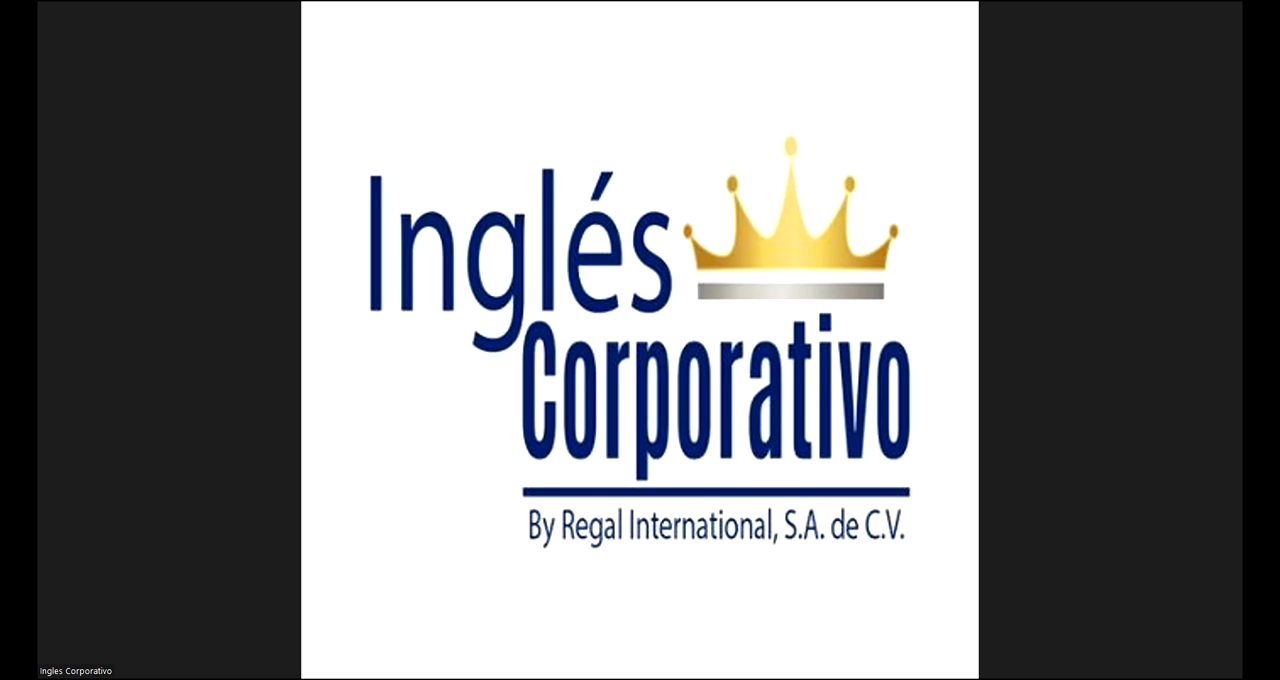 Inglés
Corporativo
By Regal International, S.A. de C.V.
Ingles Corporativo